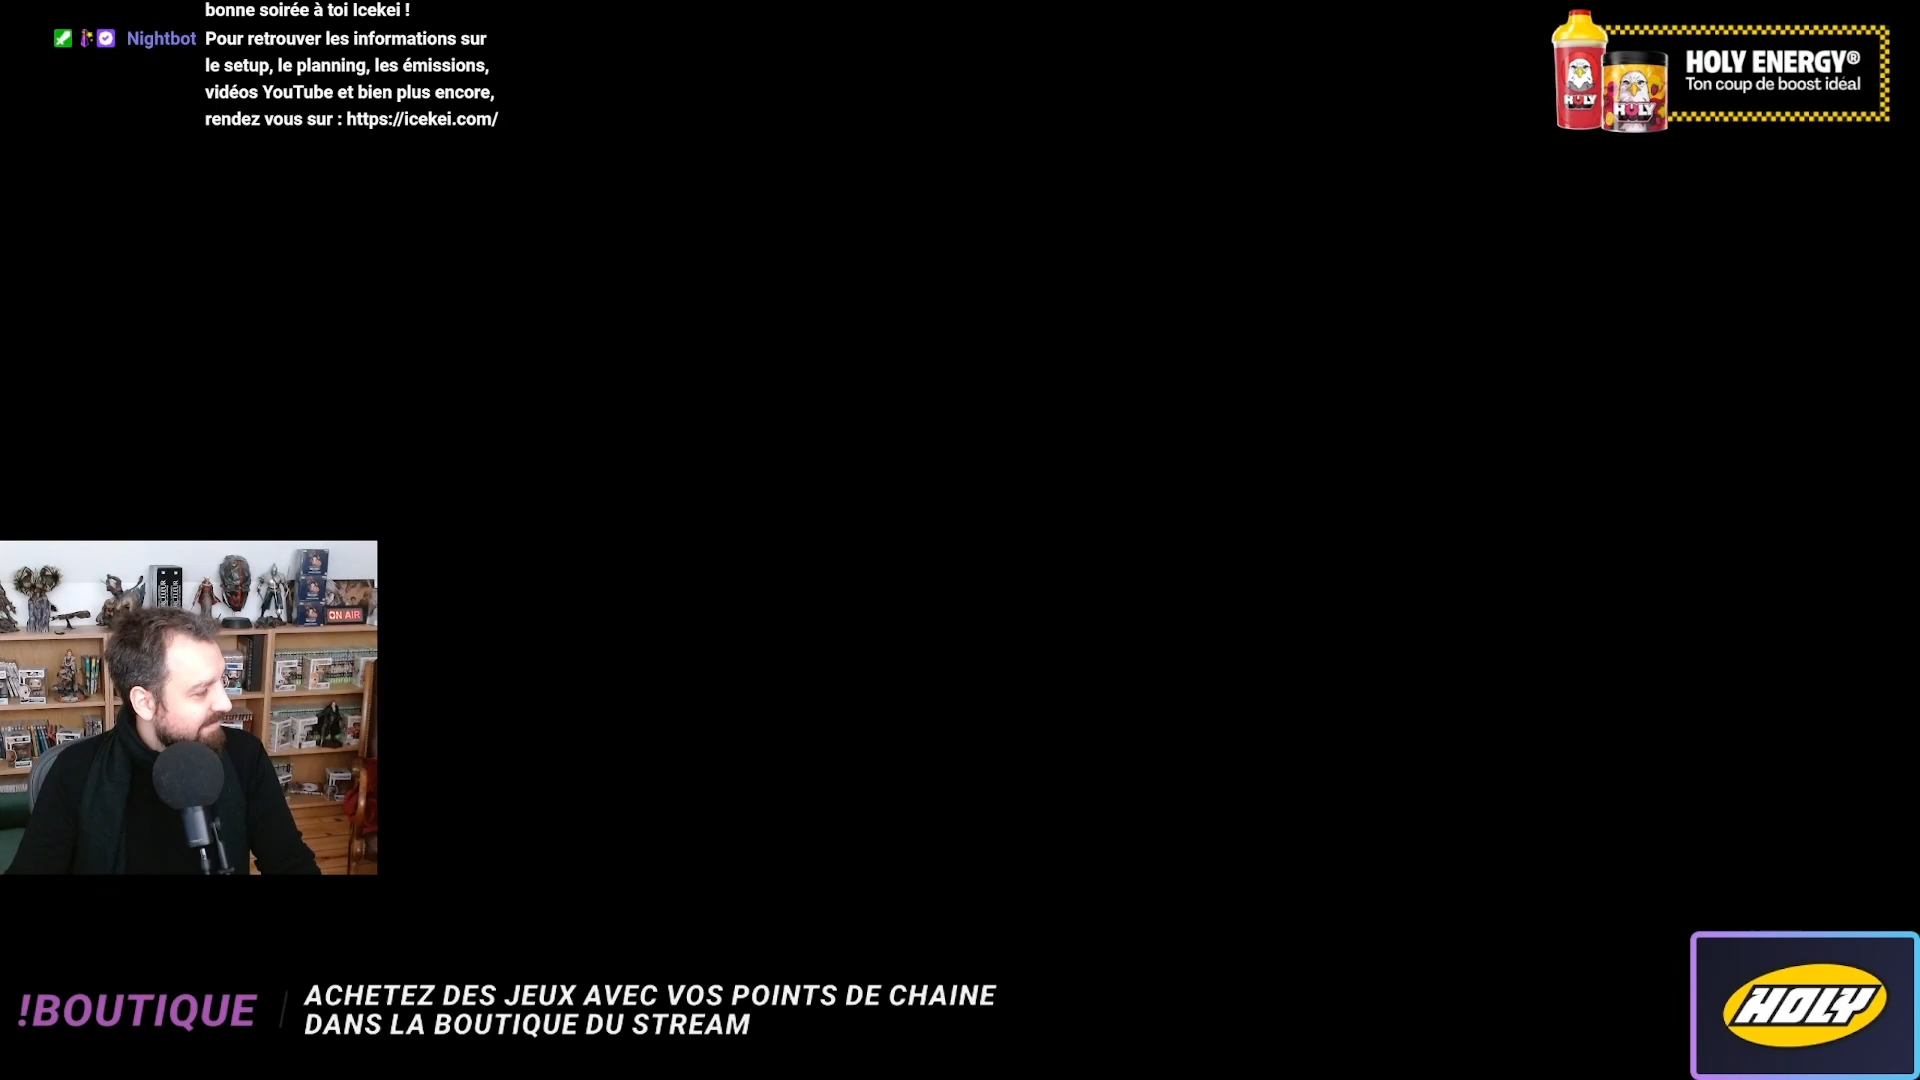 bonne soirée à toi Icekei !
Nightbot Pour retrouver les informations sur
le setup, le planning, les émissions,
vidéos YouTube et bien plus encore,
rendez vous sur : https://icekei.com/
HOLY ENERGY®
Ton coup de boost idéal
HOLY
HOLY
ON AIR
!BOUTIQUE
ACHETEZ DES JEUX AVEC VOS POINTS DE CHAINE
DANS LA BOUTIQUE DU STREAM
HOLY